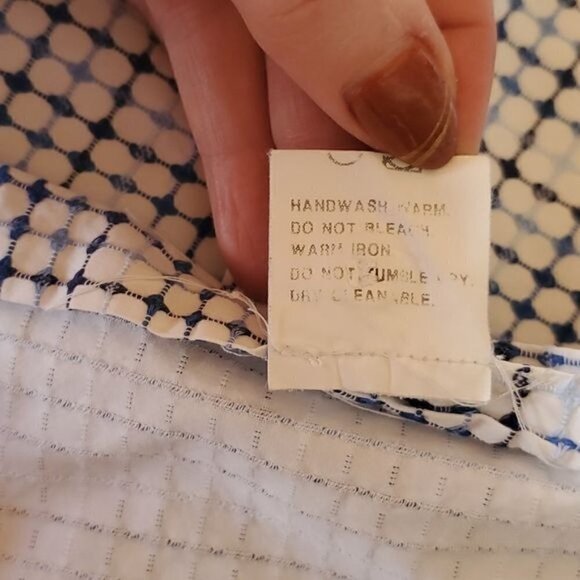 HANDWASH WARM.
DO NOT BLEACH.
WARM IRON.
DO NOT TUMBLE DRY.
DRY CLEANABLE.